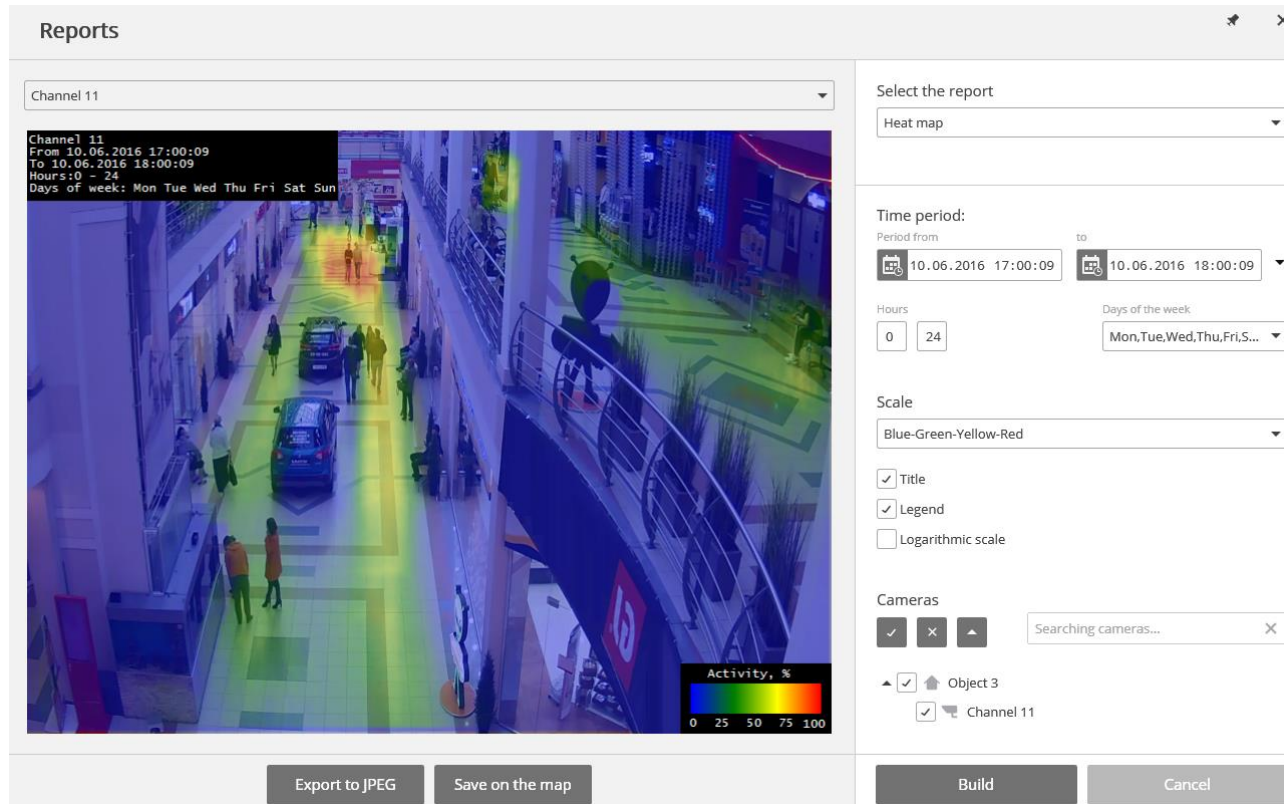 Reports
Channel 11
Channel 11
From 10.06.2016 17:00:09
To 10.06.2016 18:00:09
Hours:0 - 24
Days of week: Mon Tue Wed Thu Fri Sat Sun
Activity, %
0 25 50 75 100
Export to JPEG Save on the map
Select the report
Heat map
Time period:
Period from to
10.06.2016 17:00:09 10.06.2016 18:00:09
Hours Days of the week
0 24 Mon,Tue,Wed,Thu,Fri,S...
Scale
Blue-Green-Yellow-Red
Title
Legend
Logarithmic scale
Cameras
Searching cameras...
Object 3
Channel 11
Build Cancel